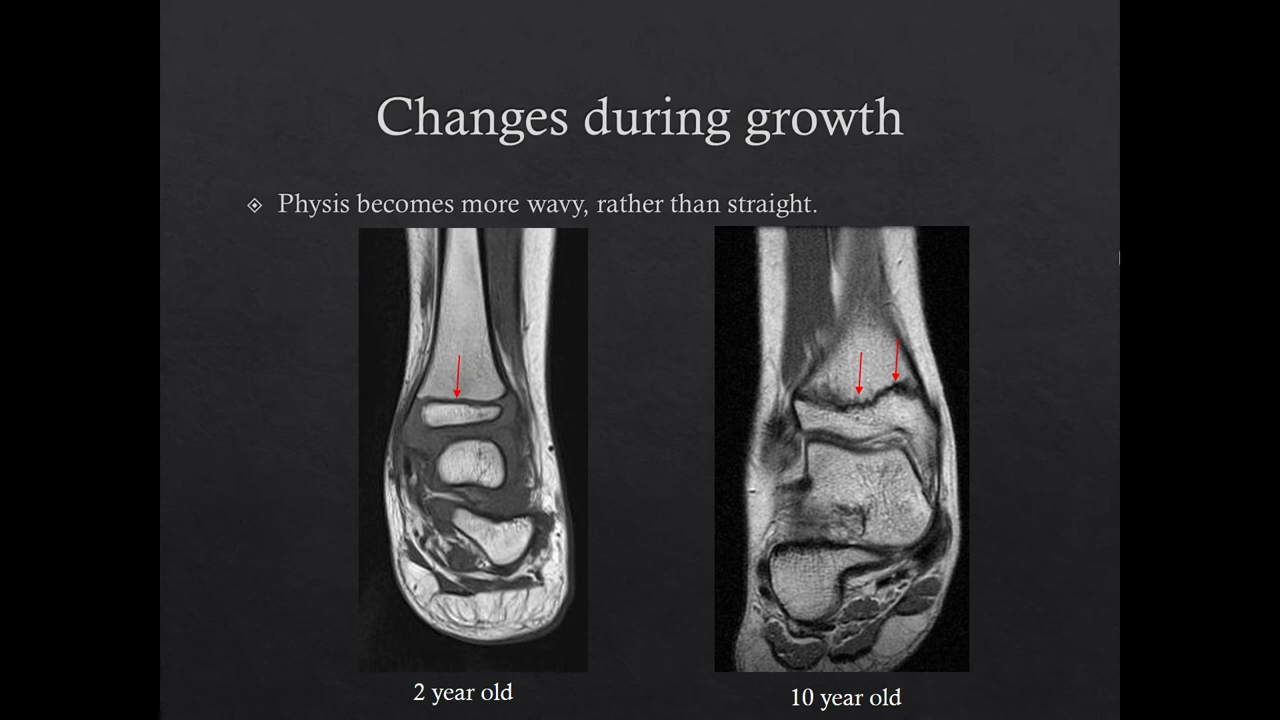 Changes during growth
Physis becomes more wavy, rather than straight.
2 year old
10 year old